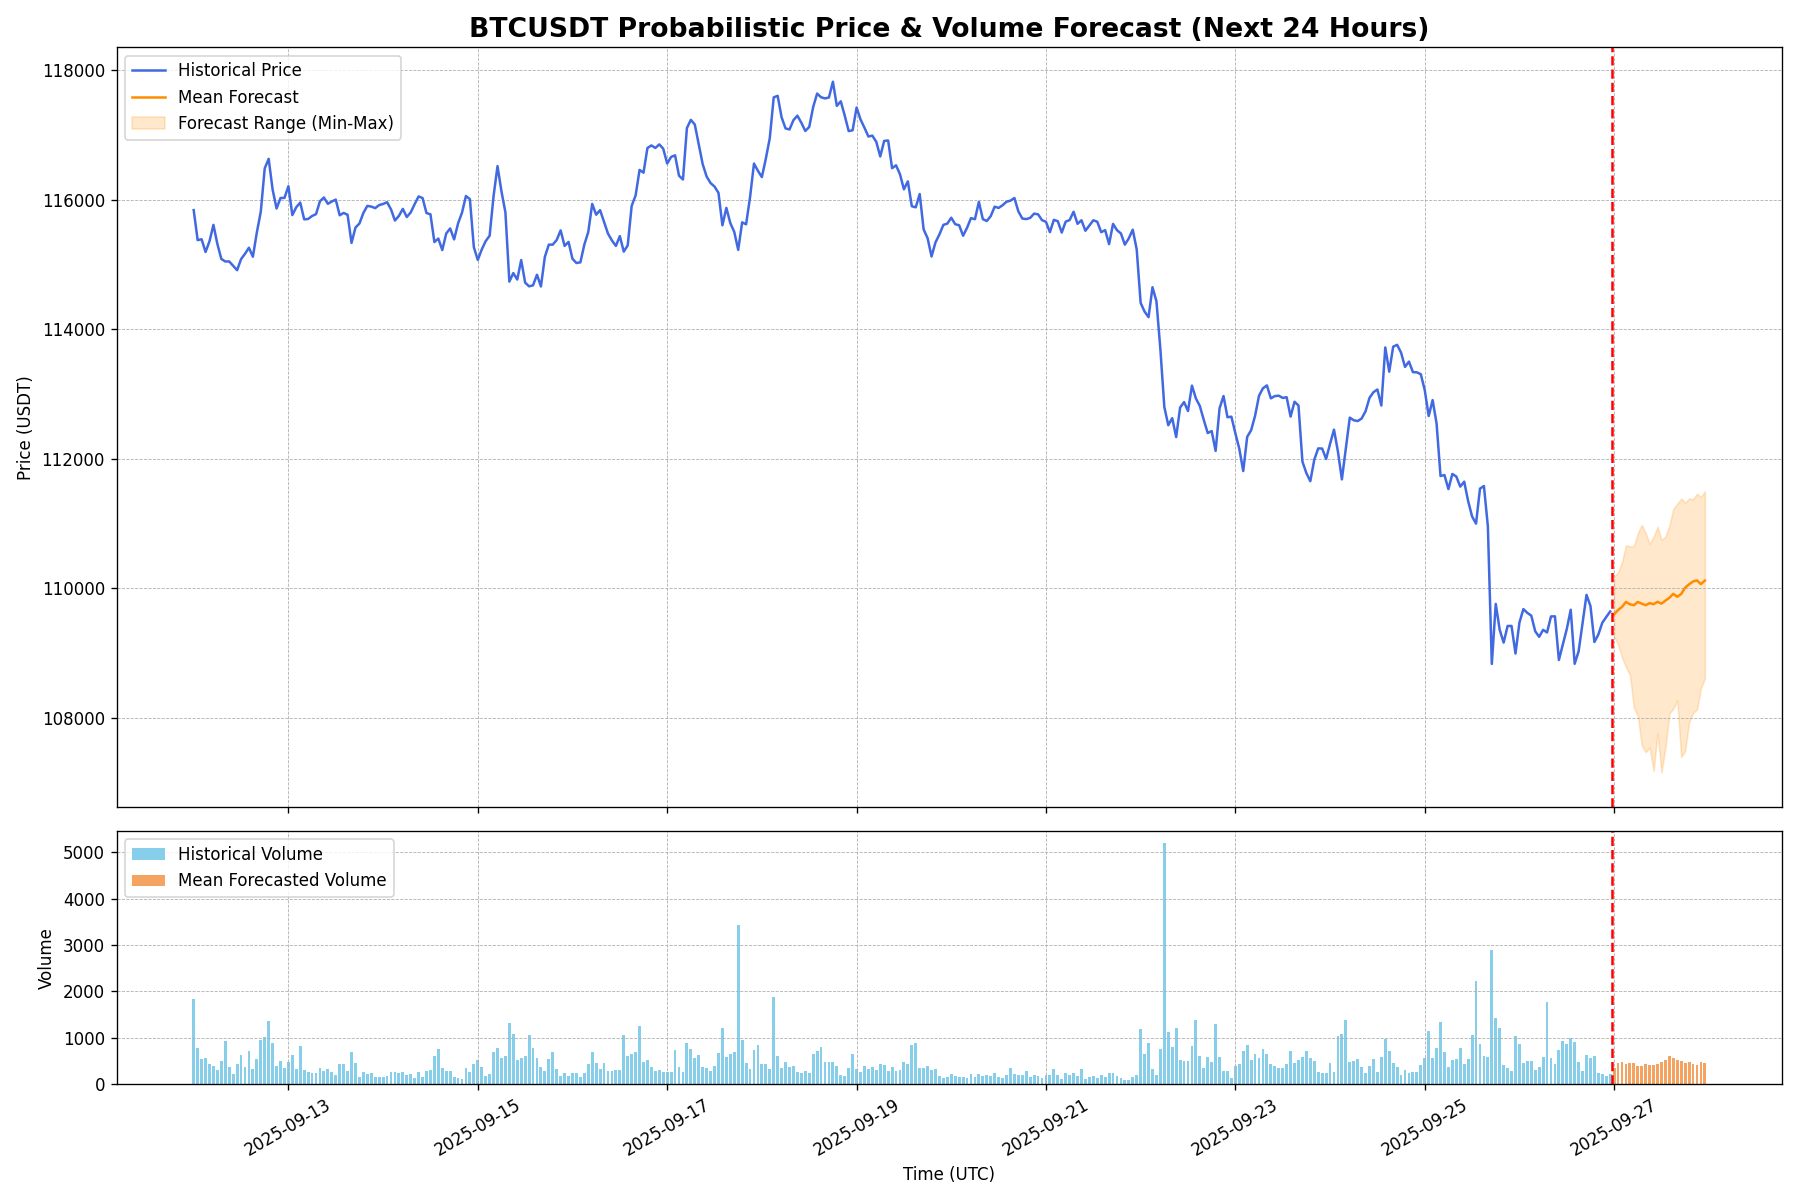 BTCUSDT Probabilistic Price & Volume Forecast (Next 24 Hours)
Historical Price
Mean Forecast
Forecast Range (Min-Max)
118000
116000
114000
112000
110000
108000
Price (USDT)
Historical Volume
Mean Forecasted Volume
5000
4000
3000
2000
1000
0
Volume
2025-09-13
2025-09-15
2025-09-17
2025-09-19
2025-09-21
2025-09-23
2025-09-25
2025-09-27
Time (UTC)